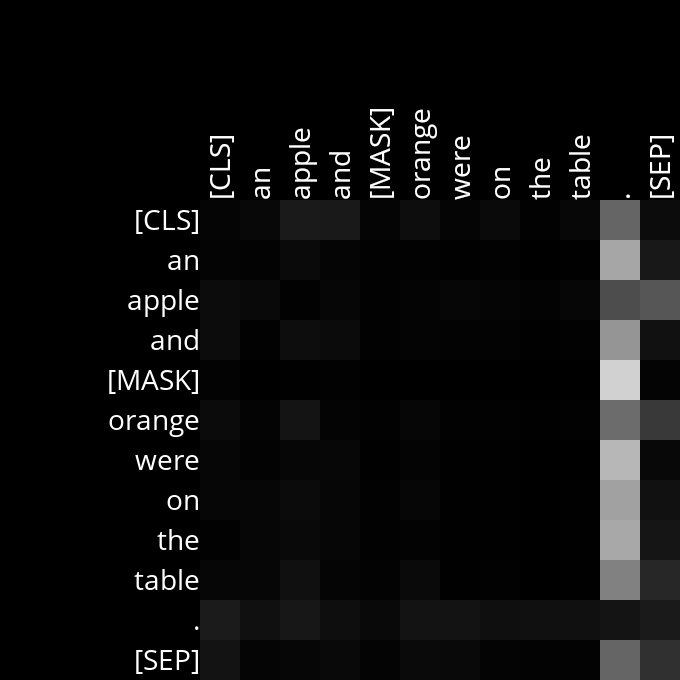 [CLS] an apple and [MASK] orange were on the table . [SEP]
[CLS]
an
apple
and
[MASK]
orange
were
on
the
table
.
[SEP]